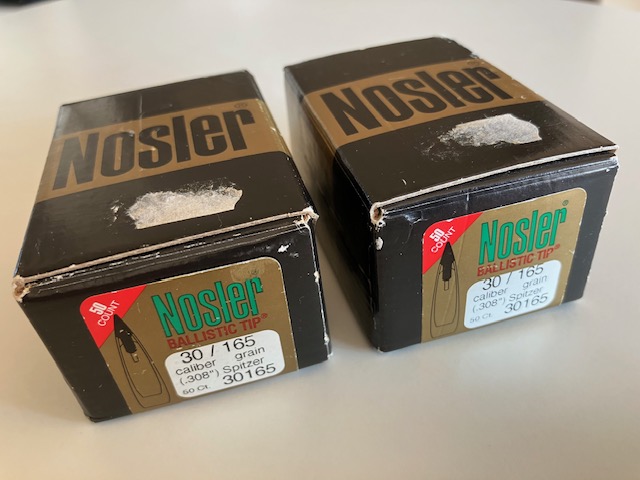 Nosler®
50
COUNT
Nosler®
BALLISTIC TIP®
30 / 165
caliber grain
(.308") Spitzer
50 Ct. 30165
Nosler
50
COUNT
Nosler®
BALLISTIC TIP®
30 / 165
caliber grain
(.308") Spitzer
50 Ct. 30165